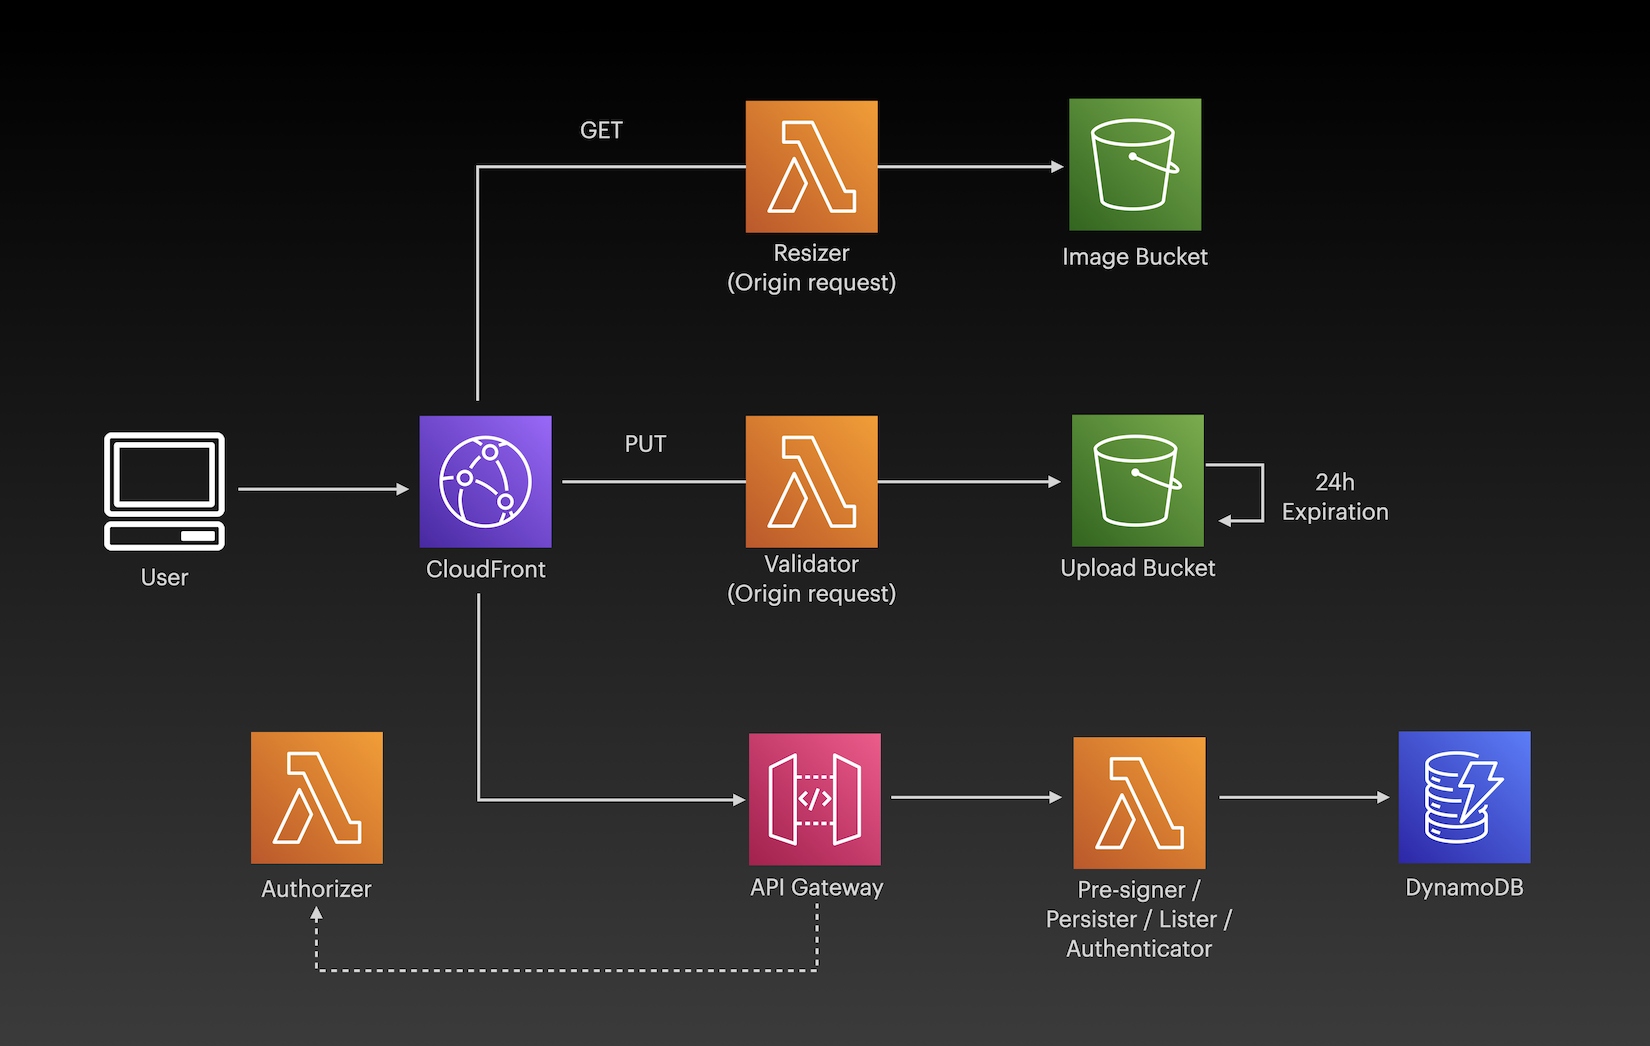 GET
Resizer
(Origin request)
Image Bucket
User
CloudFront
PUT
Validator
(Origin request)
Upload Bucket
24h
Expiration
Authorizer
</>
API Gateway
Pre-signer /
Persister / Lister /
Authenticator
DynamoDB